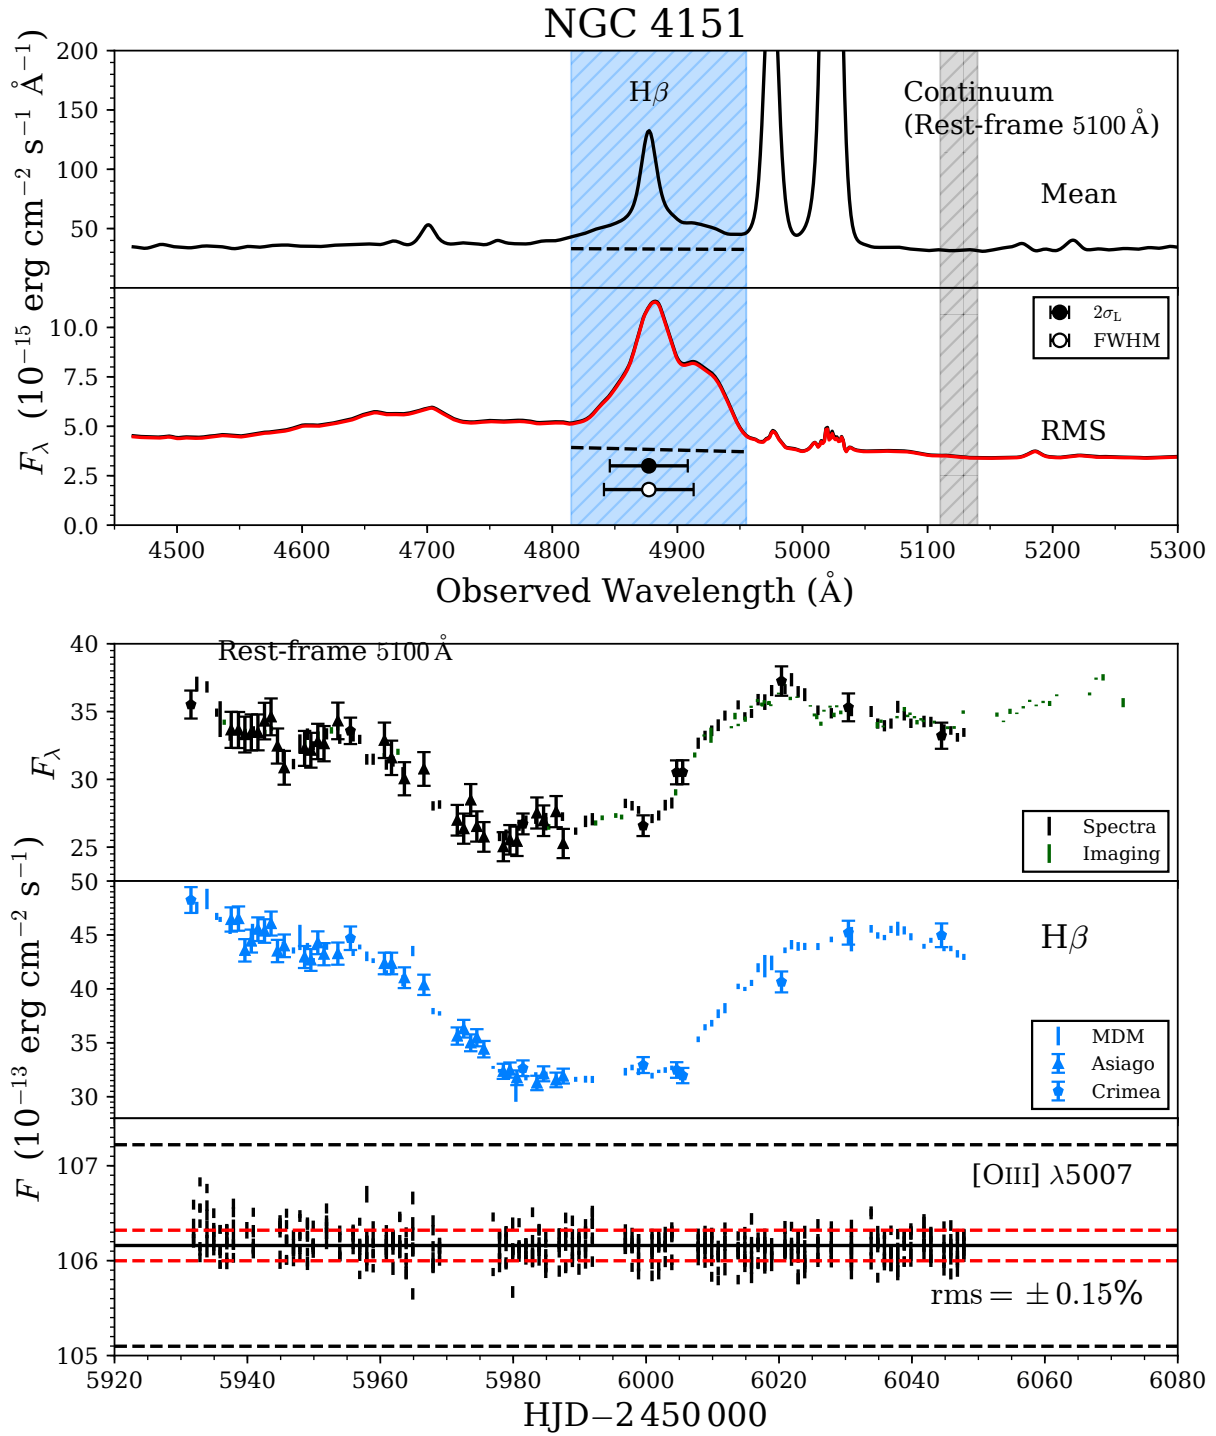 NGC 4151
F_λ (10⁻¹⁵ erg cm⁻² s⁻¹ Å⁻¹)
200
150
100
50
Hβ
Continuum
(Rest-frame 5100 Å)
Mean
10.0
7.5
5.0
2.5
0.0
2σ_L
FWHM
RMS
4500 4600 4700 4800 4900 5000 5100 5200 5300
Observed Wavelength (Å)
F_λ
40
35
30
25
Rest-frame 5100 Å
Spectra
Imaging
F (10⁻¹³ erg cm⁻² s⁻¹)
50
45
40
35
30
Hβ
MDM
Asiago
Crimea
107
106
105
[OIII] λ5007
rms = ± 0.15%
5920 5940 5960 5980 6000 6020 6040 6060 6080
HJD−2 450 000